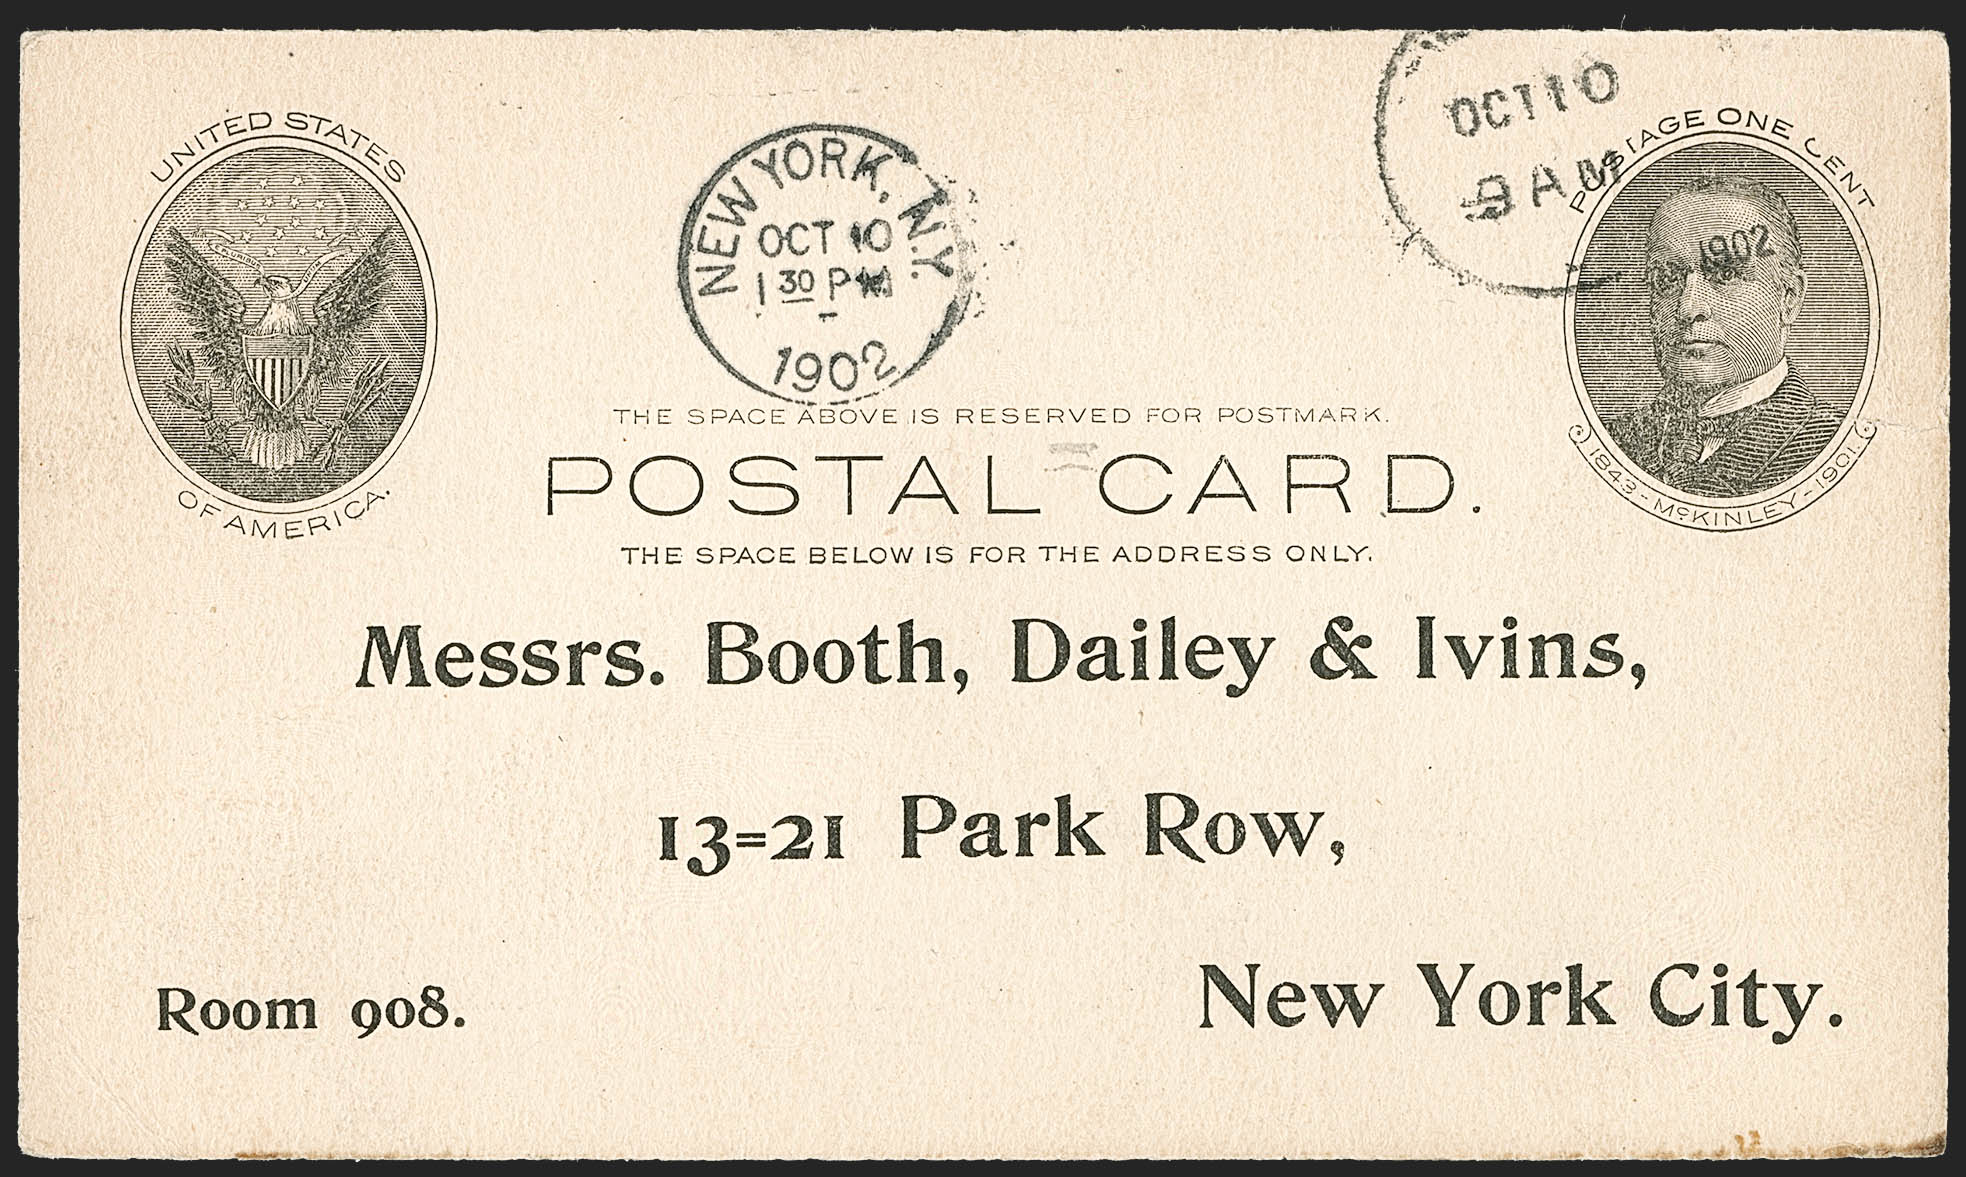 UNITED STATES
OF AMERICA.
NEW YORK, N.Y.
OCT 10
1 30 PM
1902
OCT 10
AM
1902
POSTAGE ONE CENT
1843-McKINLEY-1901.
THE SPACE ABOVE IS RESERVED FOR POSTMARK.
POSTAL CARD.
THE SPACE BELOW IS FOR THE ADDRESS ONLY.
Messrs. Booth, Dailey & Ivins,
13=21 Park Row,
Room 908.
New York City.